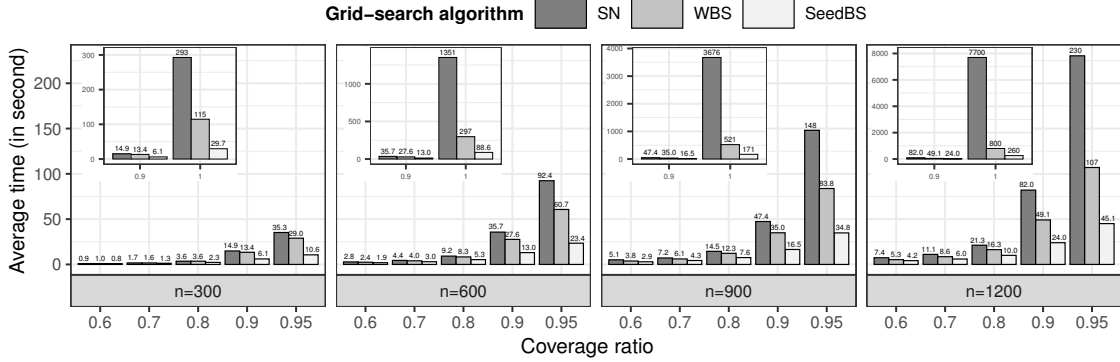 Grid−search algorithm SN WBS SeedBS
Average time (in second)
200
150
100
50
0
300
200
100
0
293
115
29.7
14.9 13.4 6.1
0.9 1
0.9 1.0 0.8 1.7 1.6 1.3 3.6 3.6 2.3 14.9 13.4 6.1 35.3 29.0 10.6
n=300
0.6 0.7 0.8 0.9 0.95
1000
500
0
1351
297
88.6
35.7 27.6 13.0
0.9 1
2.8 2.4 1.9 4.4 4.0 3.0 9.2 8.3 5.3 35.7 27.6 13.0 92.4 60.7 23.4
n=600
0.6 0.7 0.8 0.9 0.95
4000
3000
2000
1000
0
3676
521
171
47.4 35.0 16.5
0.9 1
5.1 3.8 2.9 7.2 6.1 4.3 14.5 12.3 7.6 47.4 35.0 16.5 148 83.8 34.8
n=900
0.6 0.7 0.8 0.9 0.95
8000
6000
4000
2000
0
7700
800
260
82.0 49.1 24.0
0.9 1
7.4 5.3 4.2 11.1 8.6 6.0 21.3 16.3 10.0 82.0 49.1 24.0 230 107 45.1
n=1200
0.6 0.7 0.8 0.9 0.95
Coverage ratio